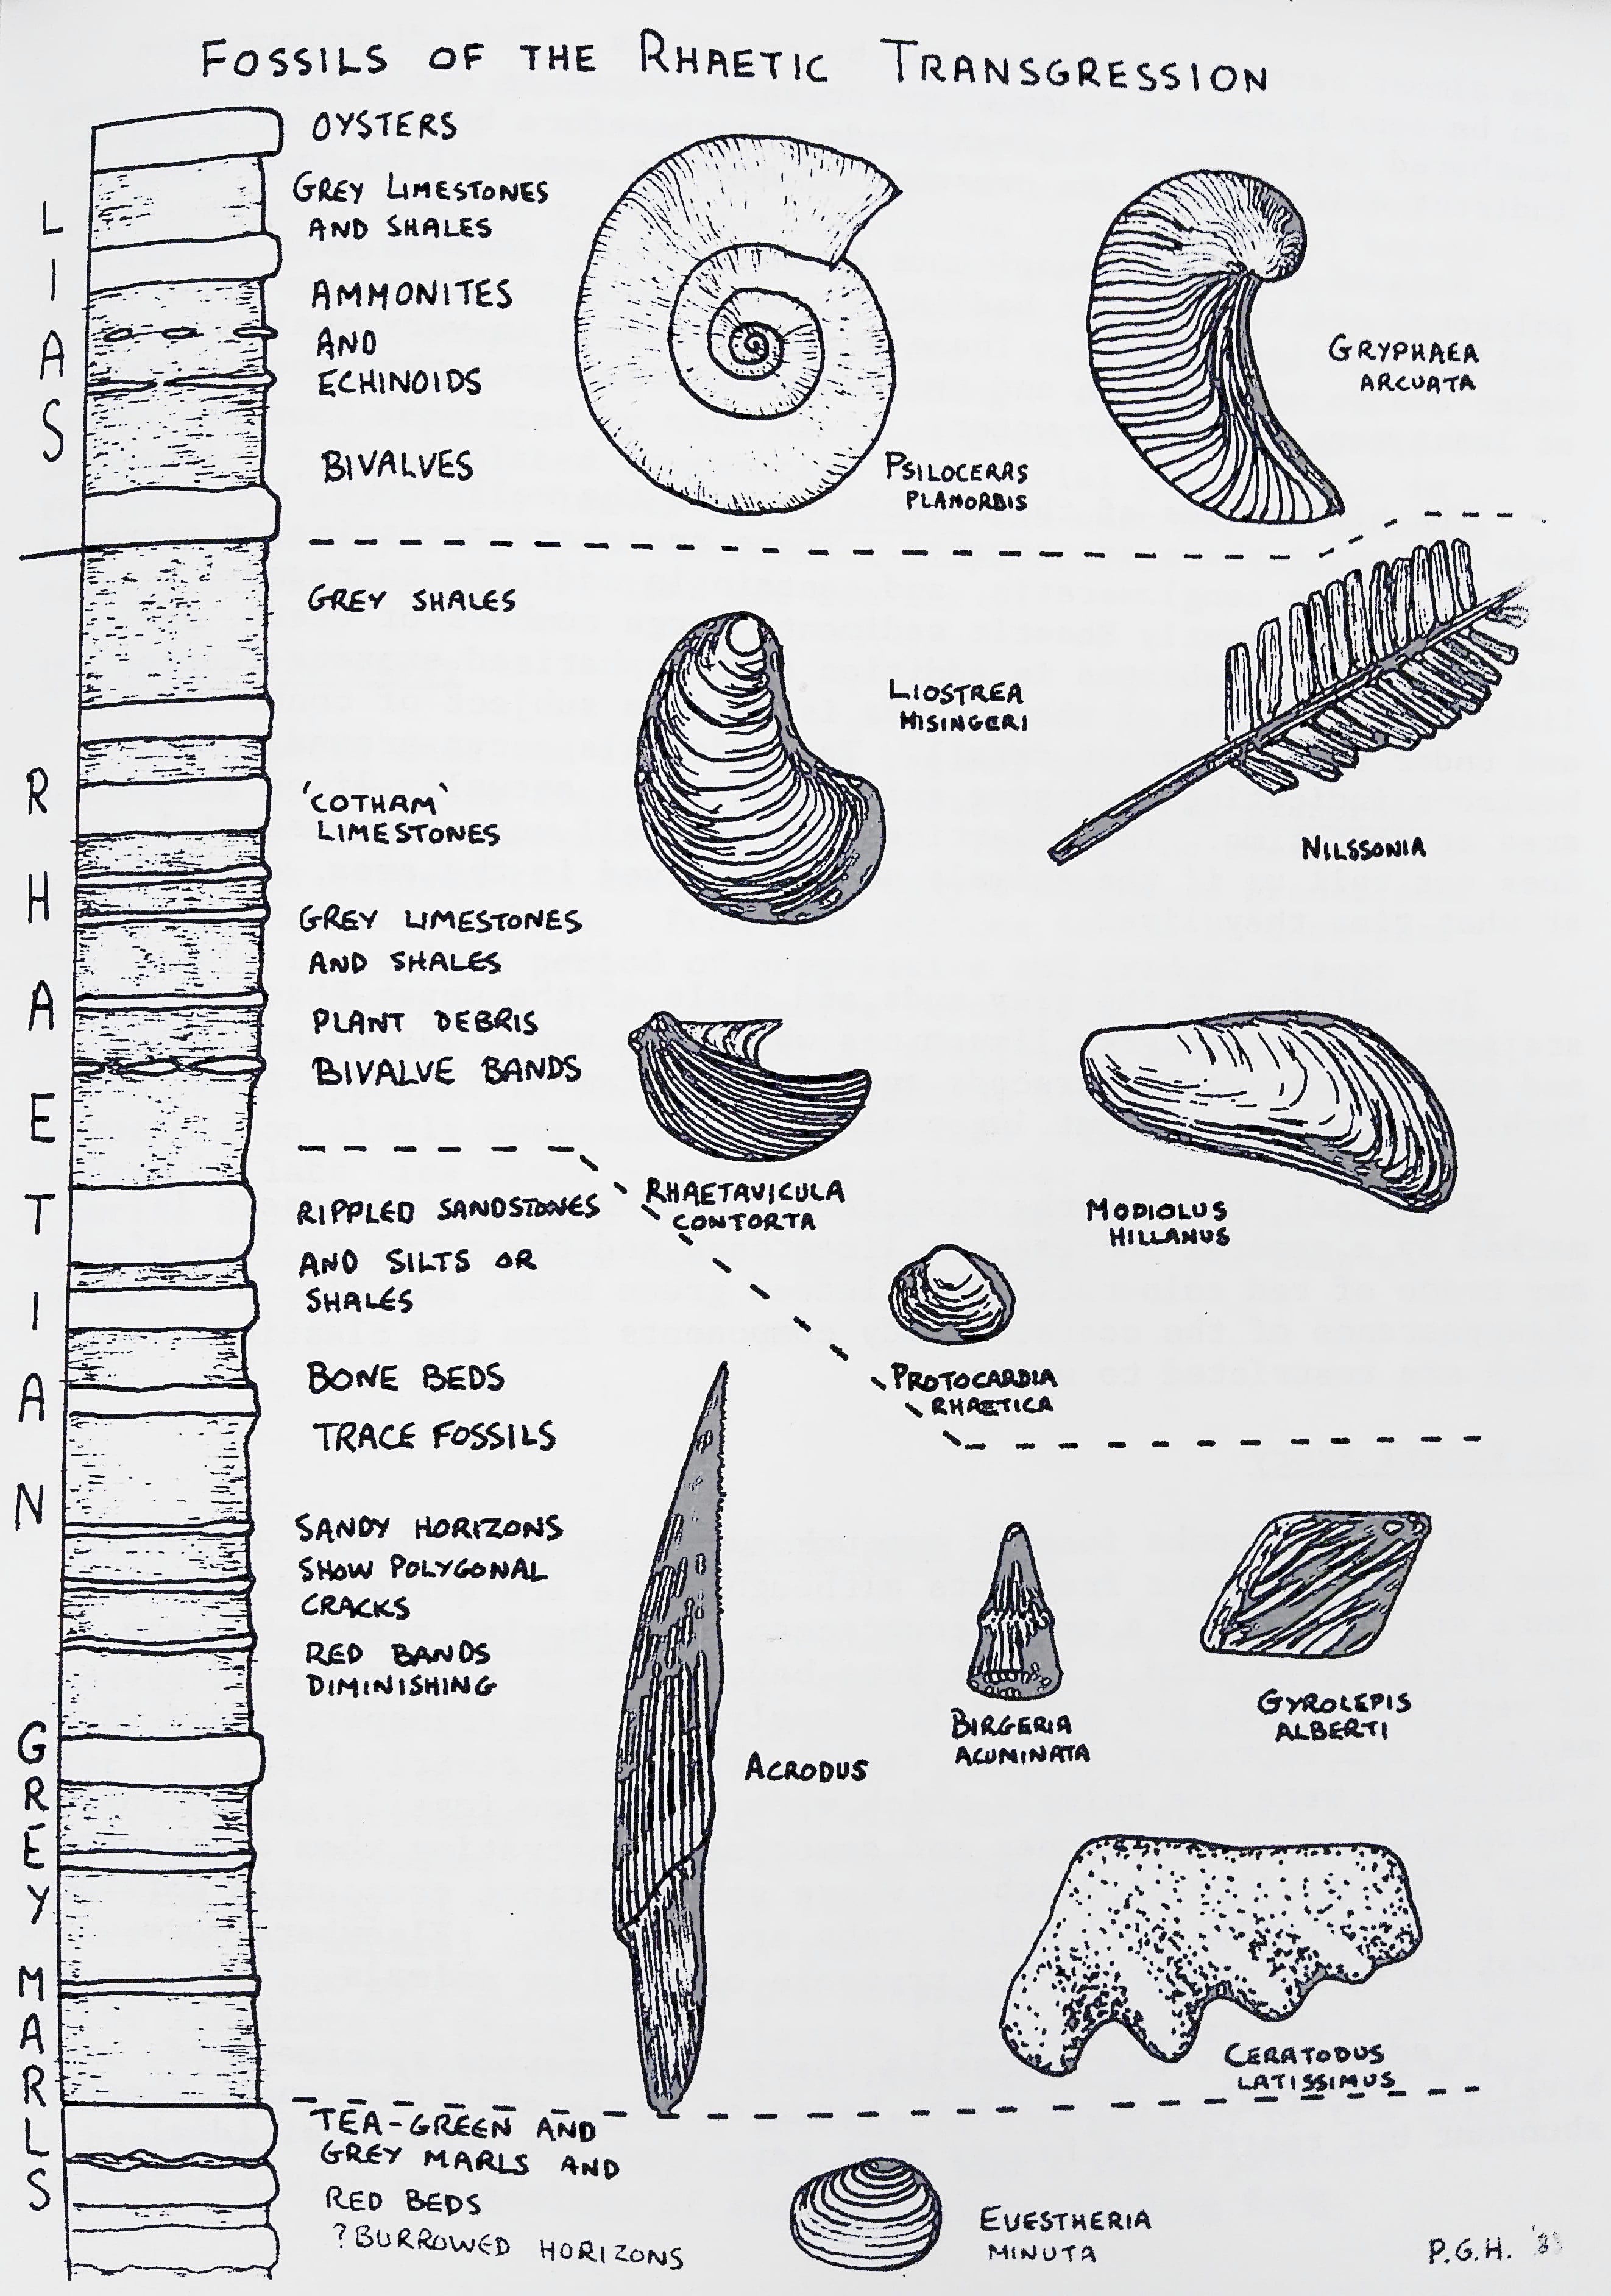 FOSSILS OF THE RHAETIC TRANSGRESSION
LIAS
OYSTERS
GREY LIMESTONES
AND SHALES
AMMONITES
AND
ECHINOIDS
BIVALVES
PSILOCERAS
PLANORBIS
GRYPHAEA
ARCUATA
RHAETIAN
GREY SHALES
LIOSTREA
HISINGERI
NILSSONIA
'COTHAM'
LIMESTONES
GREY LIMESTONES
AND SHALES
PLANT DEBRIS
BIVALVE BANDS
RHAETAVICULA
CONTORTA
MODIOLUS
HILLANUS
RIPPLED SANDSTONES
AND SILTS OR
SHALES
PROTOCARDIA
RHAETICA
BONE BEDS
TRACE FOSSILS
SANDY HORIZONS
SHOW POLYGONAL
CRACKS
RED BANDS
DIMINISHING
ACRODUS
BIRGERIA
ACUMINATA
GYROLEPIS
ALBERTI
CERATODUS
LATISSIMUS
GREY MARLS
TEA-GREEN AND
GREY MARLS AND
RED BEDS
?BURROWED HORIZONS
EUESTHERIA
MINUTA
P.G.H.